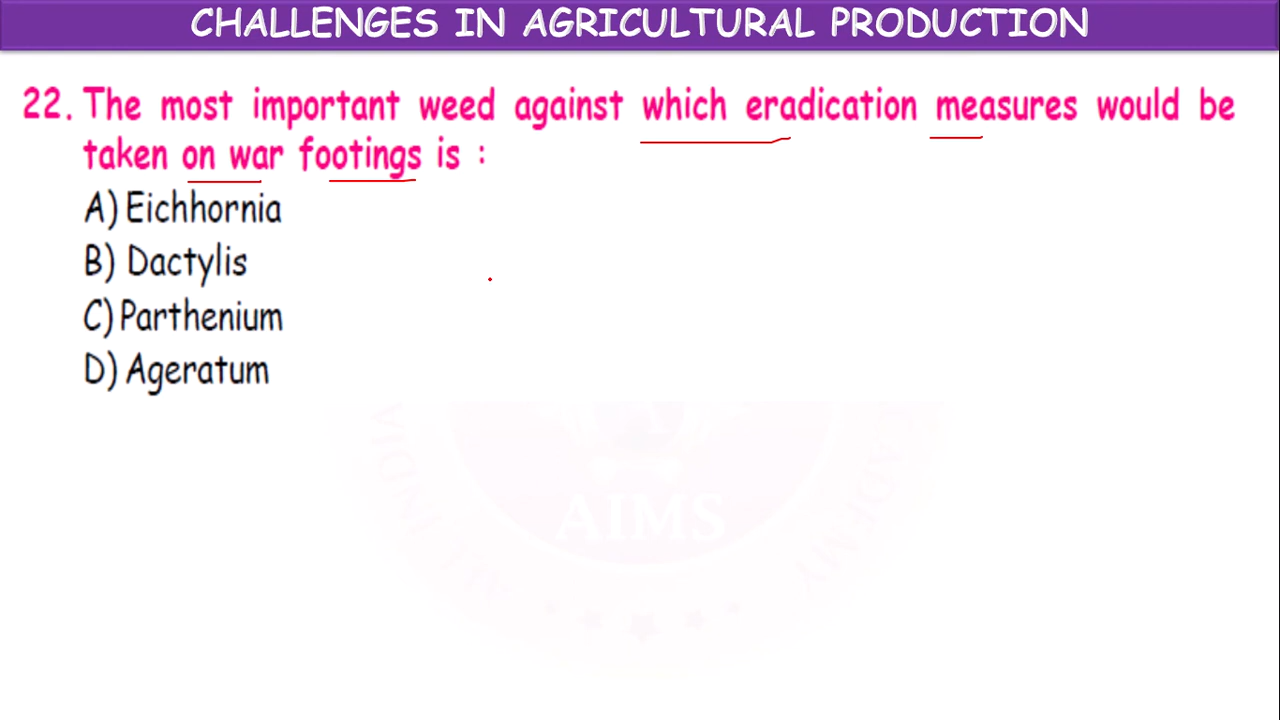 CHALLENGES IN AGRICULTURAL PRODUCTION
22. The most important weed against which eradication measures would be
taken on war footings is :
A) Eichhornia
B) Dactylis
C) Parthenium
D) Ageratum
AIMS